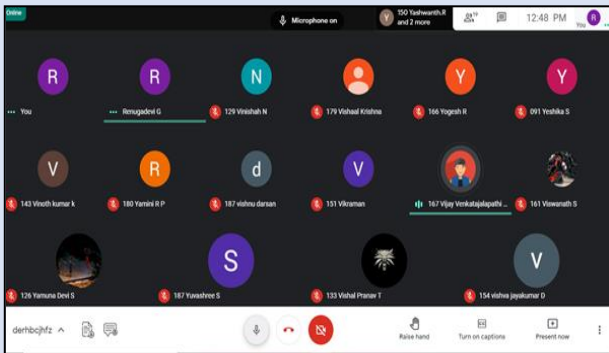 Online
Microphone on
150 Yashwanth.R
and 2 more
19
12:48 PM
You
R
R
R
N
Y
Y
You
Renugadevi G
129 Vinishah N
179 Vishaal Krishna
166 Yogesh R
091 Yeshika S
V
R
d
V
143 Vinoth kumar k
180 Yamini R P
187 vishnu darsan
151 Vikraman
167 Vijay Venkatajalapathi ...
161 Viswanath S
S
V
126 Yamuna Devi S
187 Yuvashree S
133 Vishal Pranav T
154 vishva jayakumar D
derhbcjhfz
Raise hand
Turn on captions
Present now